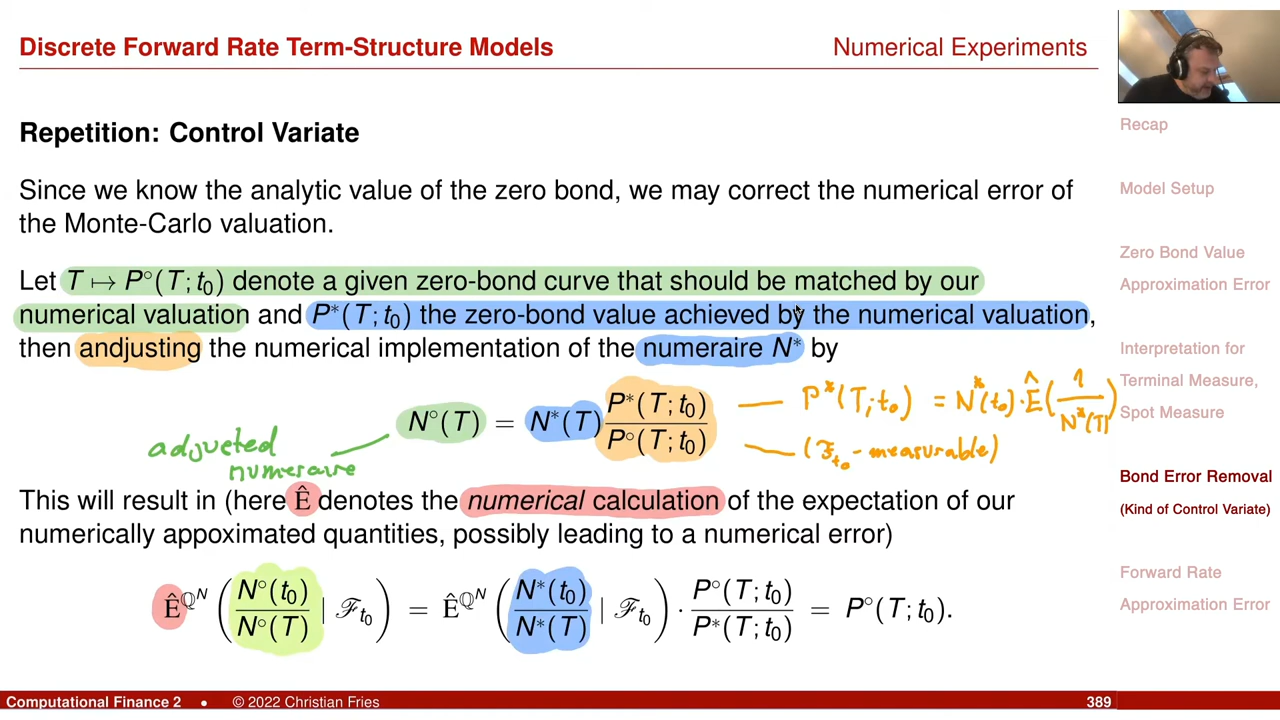 Discrete Forward Rate Term-Structure Models
Numerical Experiments
Repetition: Control Variate
Since we know the analytic value of the zero bond, we may correct the numerical error of
the Monte-Carlo valuation.
Let T ↦ P°(T; t₀) denote a given zero-bond curve that should be matched by our
numerical valuation and P*(T; t₀) the zero-bond value achieved by the numerical valuation,
then andjusting the numerical implementation of the numeraire N* by
N°(T) = N*(T) P*(T; t₀) / P°(T; t₀)
P*(T; t₀) = N*(t₀) · Ê(1 / N*(T))
(ℱt₀ - measurable)
adjusted
numeraire
This will result in (here Ê denotes the numerical calculation of the expectation of our
numerically appoximated quantities, possibly leading to a numerical error)
Ê^ℚ^N (N°(t₀) / N°(T) | ℱt₀) = Ê^ℚ^N (N*(t₀) / N*(T) | ℱt₀) · P°(T; t₀) / P*(T; t₀) = P°(T; t₀).
Recap
Model Setup
Zero Bond Value
Approximation Error
Interpretation for
Terminal Measure,
Spot Measure
Bond Error Removal
(Kind of Control Variate)
Forward Rate
Approximation Error
Computational Finance 2 • © 2022 Christian Fries
389